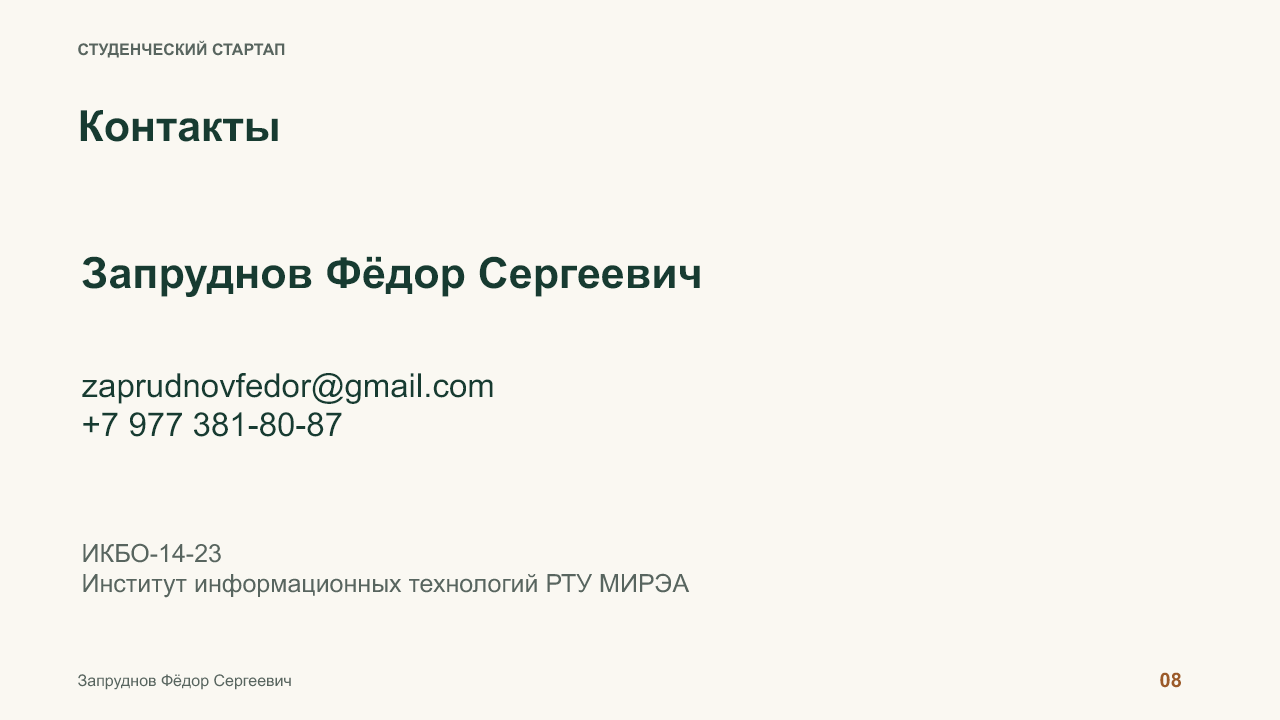 СТУДЕНЧЕСКИЙ СТАРТАП
Контакты
Запруднов Фёдор Сергеевич
zaprudnovfedor@gmail.com
+7 977 381-80-87
ИКБО-14-23
Институт информационных технологий РТУ МИРЭА
Запруднов Фёдор Сергеевич
08